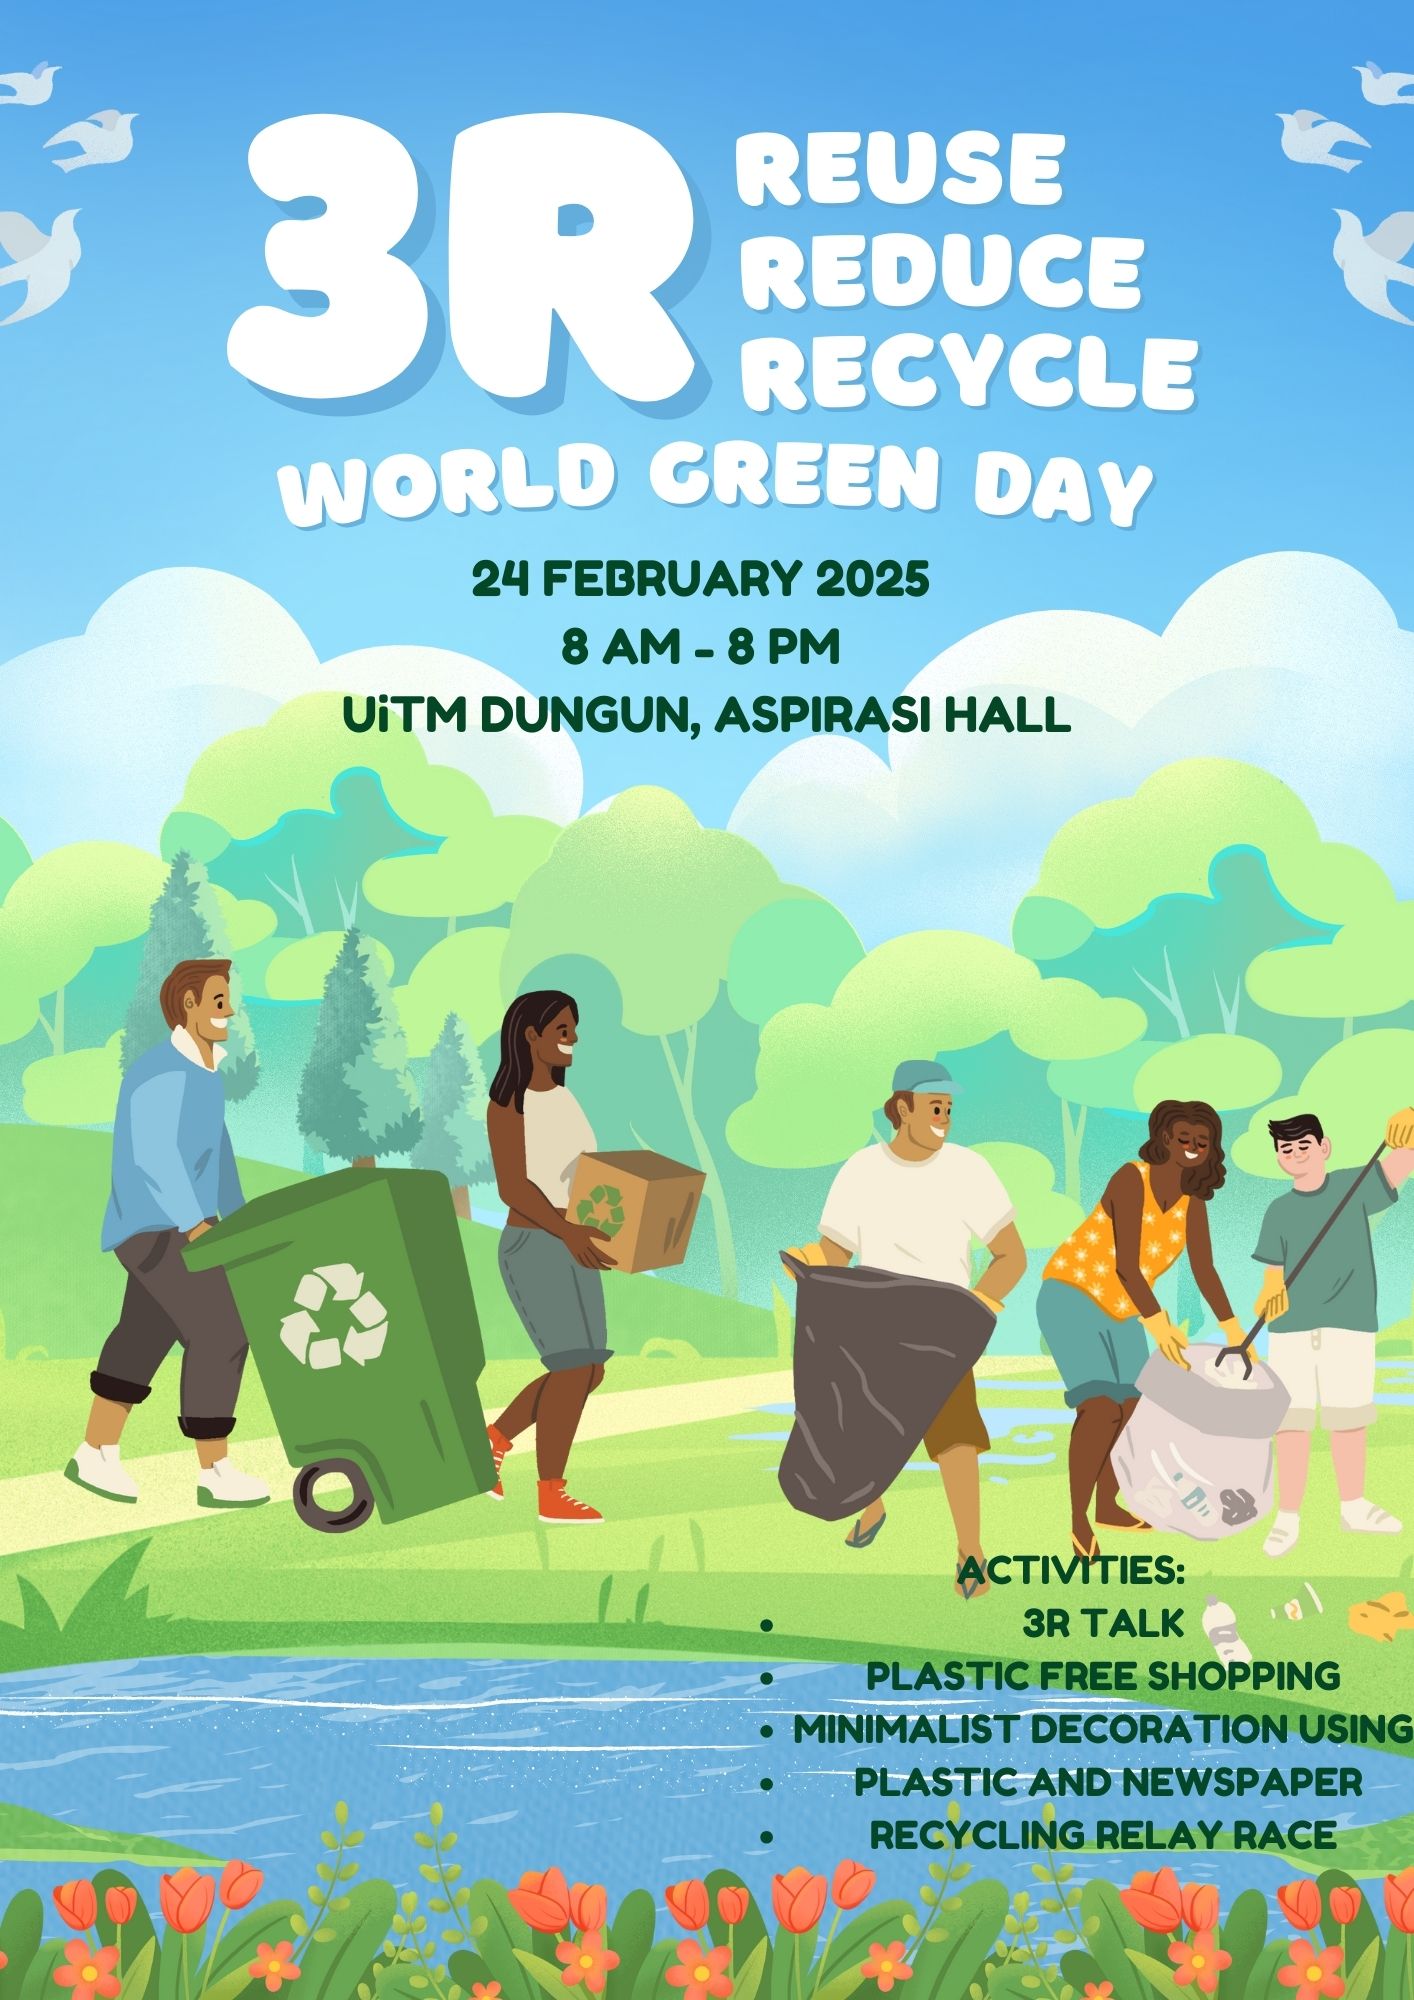 3R
REUSE
REDUCE
RECYCLE
WORLD GREEN DAY
24 FEBRUARY 2025
8 AM - 8 PM
UiTM DUNGUN, ASPIRASI HALL
ACTIVITIES:
• 3R TALK
• PLASTIC FREE SHOPPING
• MINIMALIST DECORATION USING
• PLASTIC AND NEWSPAPER
• RECYCLING RELAY RACE